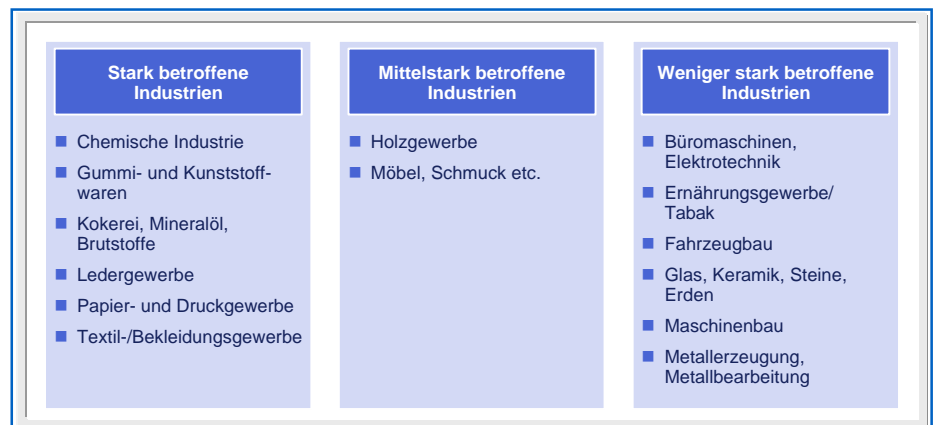 Stark betroffene
Industrien
Chemische Industrie
Gummi- und Kunststoff-
waren
Kokerei, Mineralöl,
Brutstoffe
Ledergewerbe
Papier- und Druckgewerbe
Textil-/Bekleidungsgewerbe
Mittelstark betroffene
Industrien
Holzgewerbe
Möbel, Schmuck etc.
Weniger stark betroffene
Industrien
Büromaschinen,
Elektrotechnik
Ernährungsgewerbe/
Tabak
Fahrzeugbau
Glas, Keramik, Steine,
Erden
Maschinenbau
Metallerzeugung,
Metallbearbeitung